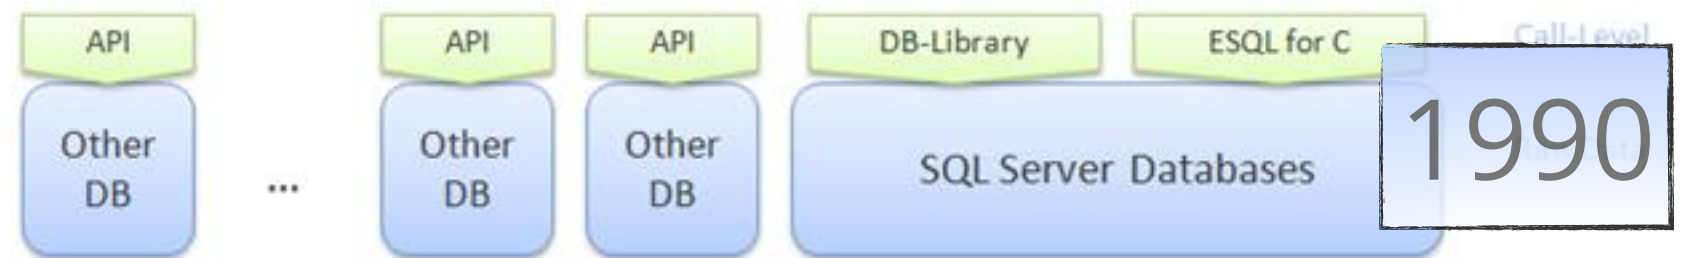 API
API
API
DB-Library
ESQL for C
Call-Level
Other
DB
...
Other
DB
Other
DB
SQL Server Databases
1990